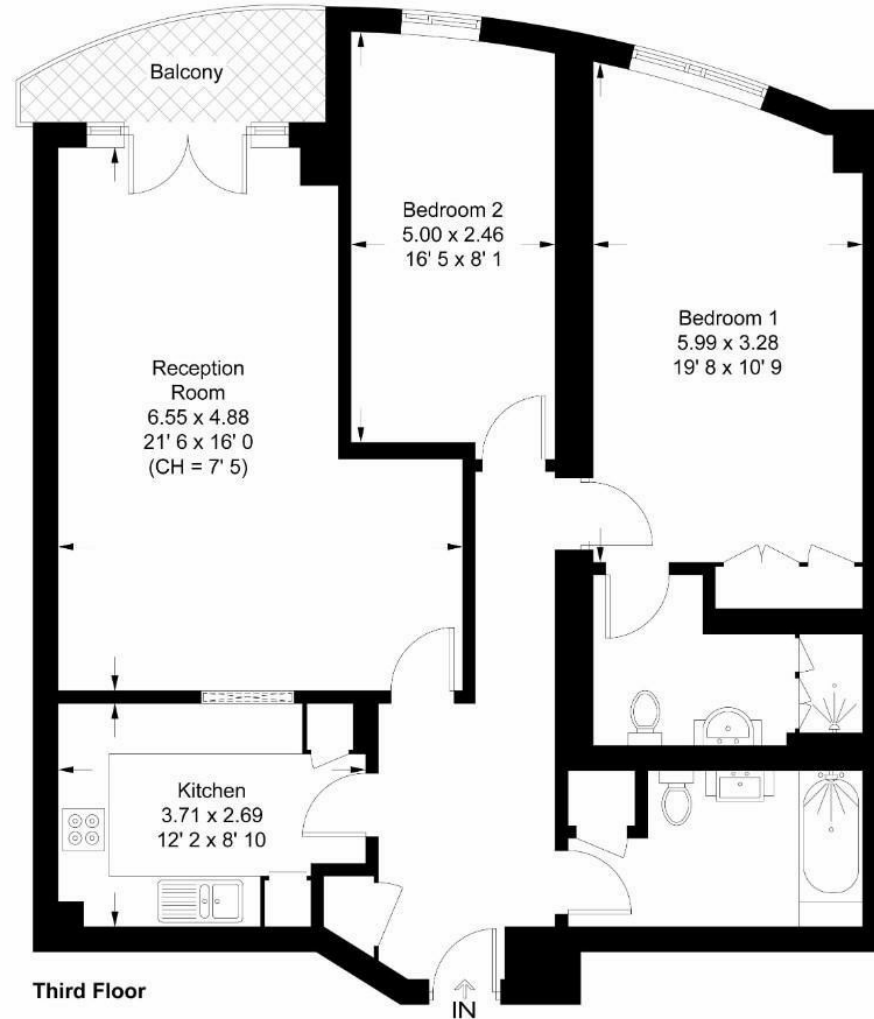 Balcony
Bedroom 2
5.00 x 2.46
16' 5 x 8' 1
Bedroom 1
5.99 x 3.28
19' 8 x 10' 9
Reception
Room
6.55 x 4.88
21' 6 x 16' 0
(CH = 7' 5)
Kitchen
3.71 x 2.69
12' 2 x 8' 10
Third Floor
IN